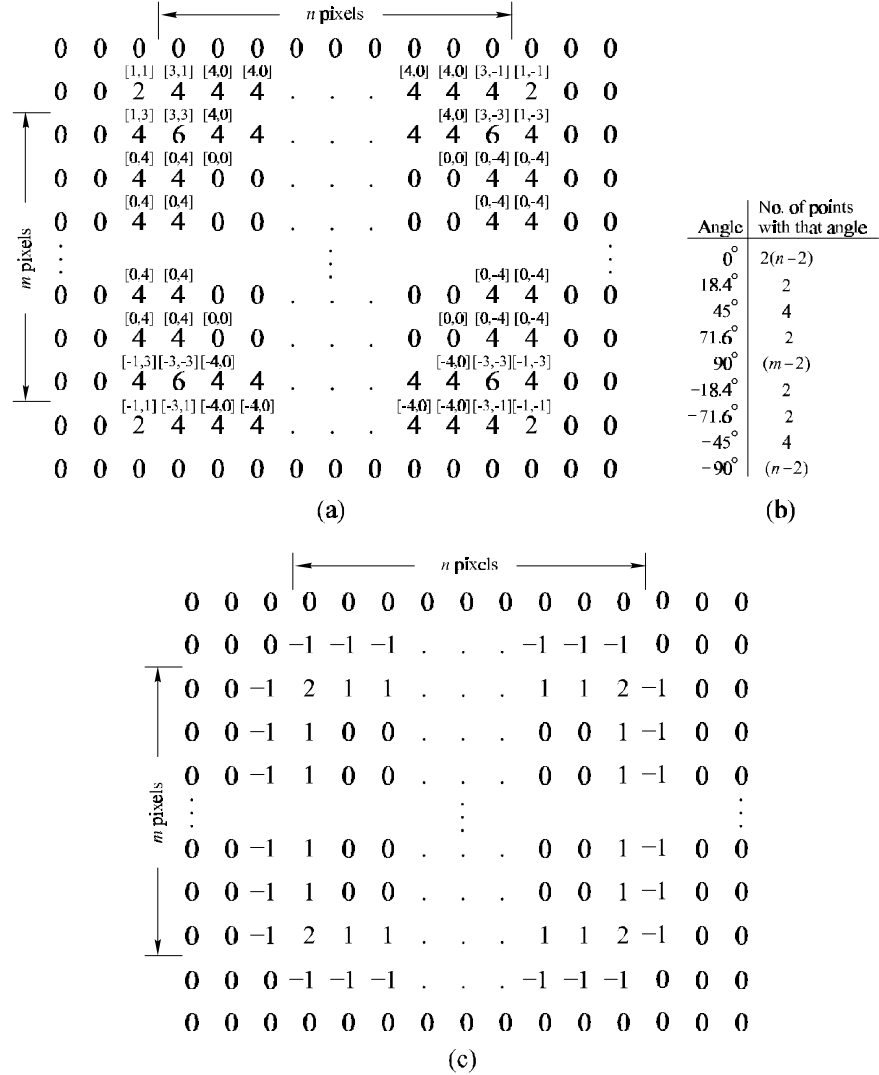 n pixels
0 0 0 0 0 0 0 0 0 0 0 0 0 0 0
[1,1] [3,1] [4,0] [4,0] [4,0] [4,0] [3,-1] [1,-1]
0 0 2 4 4 4 . . . 4 4 4 2 0 0
[1,3] [3,3] [4,0] [4,0] [3,-3] [1,-3]
0 0 4 6 4 4 . . . 4 4 6 4 0 0
[0,4] [0,4] [0,0] [0,0] [0,-4] [0,-4]
0 0 4 4 0 0 . . . 0 0 4 4 0 0
[0,4] [0,4] [0,-4] [0,-4]
0 0 4 4 0 0 . . . 0 0 4 4 0 0
m pixels
[0,4] [0,4] [0,-4] [0,-4]
0 0 4 4 0 0 . . . 0 0 4 4 0 0
[0,4] [0,4] [0,0] [0,0] [0,-4] [0,-4]
0 0 4 4 0 0 . . . 0 0 4 4 0 0
[-1,3] [-3,-3] [-4,0] [-4,0] [-3,-3] [-1,-3]
0 0 4 6 4 4 . . . 4 4 6 4 0 0
[-1,1] [-3,1] [-4,0] [-4,0] [-4,0] [-4,0] [-3,-1] [-1,-1]
0 0 2 4 4 4 . . . 4 4 4 2 0 0
0 0 0 0 0 0 0 0 0 0 0 0 0 0 0
(a)
No. of points
Angle with that angle
0° 2(n−2)
18.4° 2
45° 4
71.6° 2
90° (m−2)
−18.4° 2
−71.6° 2
−45° 4
−90° (n−2)
(b)
n pixels
0 0 0 0 0 0 0 0 0 0 0 0 0 0 0
0 0 0 −1 −1 −1 . . . −1 −1 −1 0 0 0
0 0 −1 2 1 1 . . . 1 1 2 −1 0 0
0 0 −1 1 0 0 . . . 0 0 1 −1 0 0
0 0 −1 1 0 0 . . . 0 0 1 −1 0 0
m pixels
0 0 −1 1 0 0 . . . 0 0 1 −1 0 0
0 0 −1 1 0 0 . . . 0 0 1 −1 0 0
0 0 −1 2 1 1 . . . 1 1 2 −1 0 0
0 0 0 −1 −1 −1 . . . −1 −1 −1 0 0 0
0 0 0 0 0 0 0 0 0 0 0 0 0 0 0
(c)